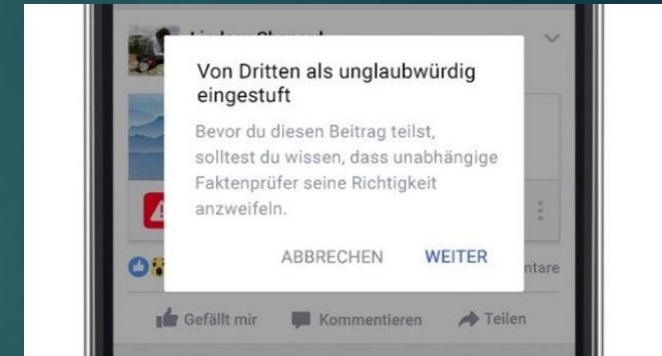 Von Dritten als unglaubwürdig
eingestuft
Bevor du diesen Beitrag teilst,
solltest du wissen, dass unabhängige
Faktenprüfer seine Richtigkeit
anzweifeln.
ABBRECHEN WEITER
Gefällt mir Kommentieren Teilen